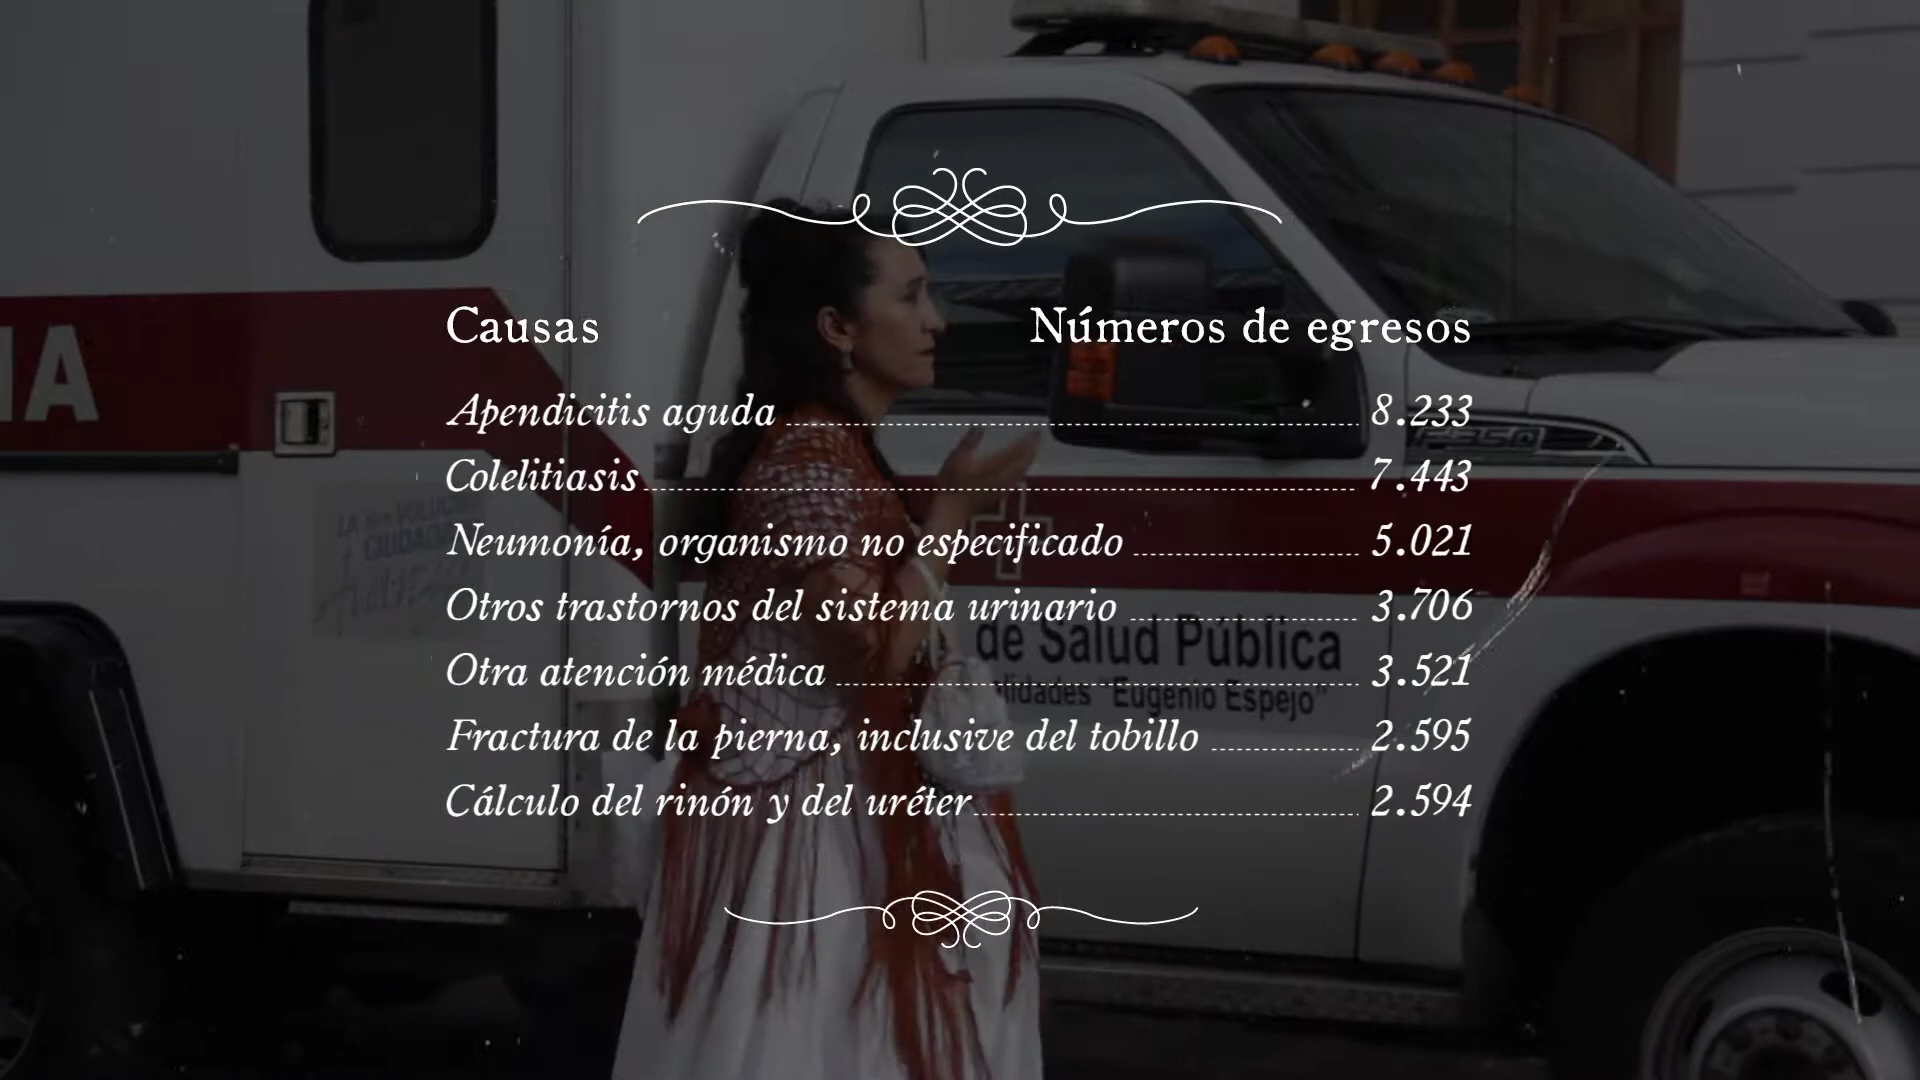 Causas Números de egresos
Apendicitis aguda 8.233
Colelitiasis 7.443
Neumonía, organismo no especificado 5.021
Otros trastornos del sistema urinario 3.706
Otra atención médica 3.521
Fractura de la pierna, inclusive del tobillo 2.595
Cálculo del rinón y del uréter 2.594
de Salud Pública
"Eugenio Espejo"